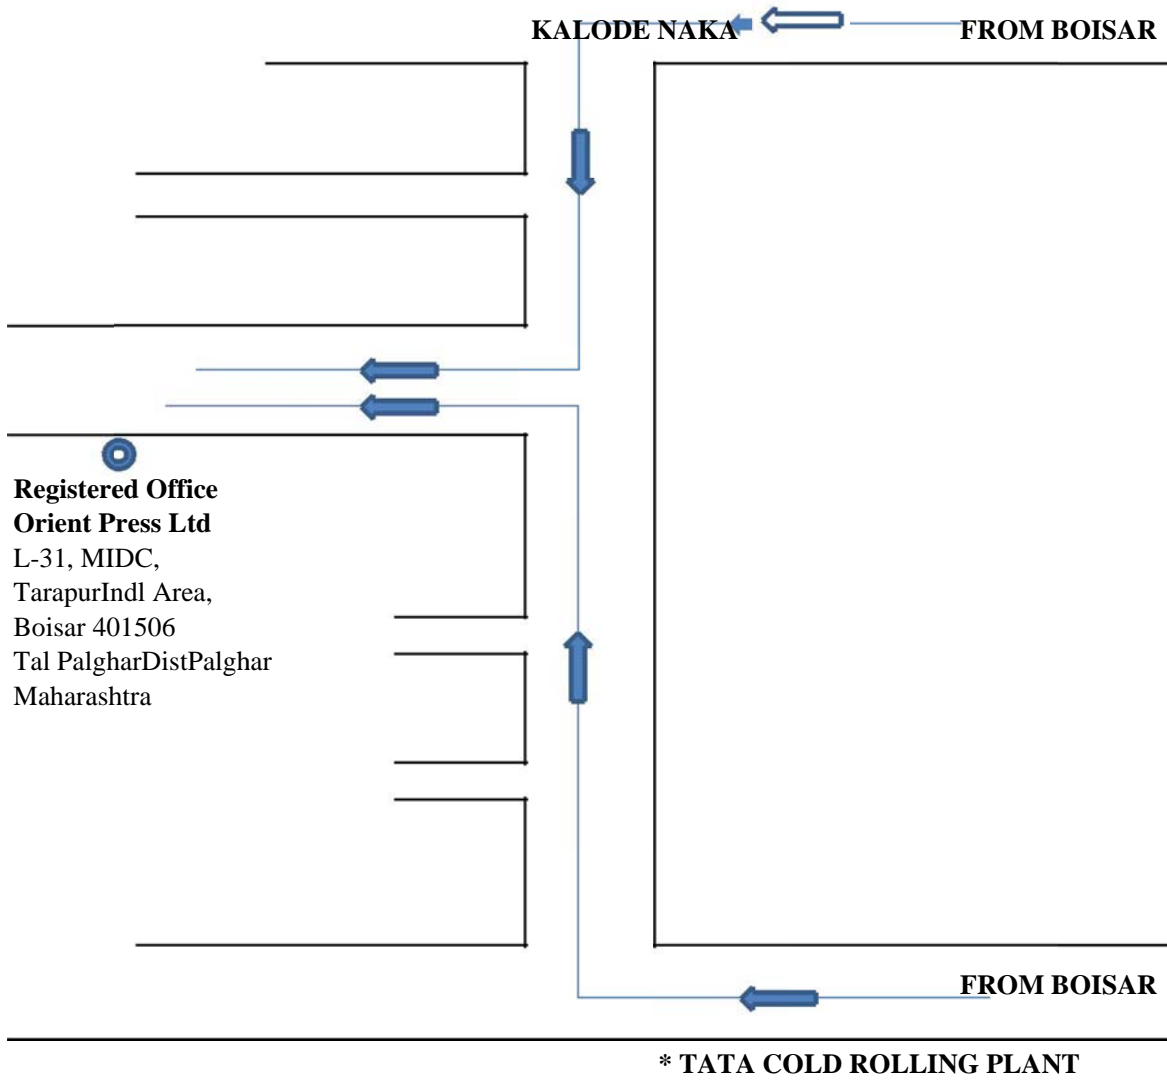 KALODE NAKA
FROM BOISAR
Registered Office
Orient Press Ltd
L-31, MIDC,
TarapurIndl Area,
Boisar 401506
Tal PalgharDistPalghar
Maharashtra
FROM BOISAR
* TATA COLD ROLLING PLANT